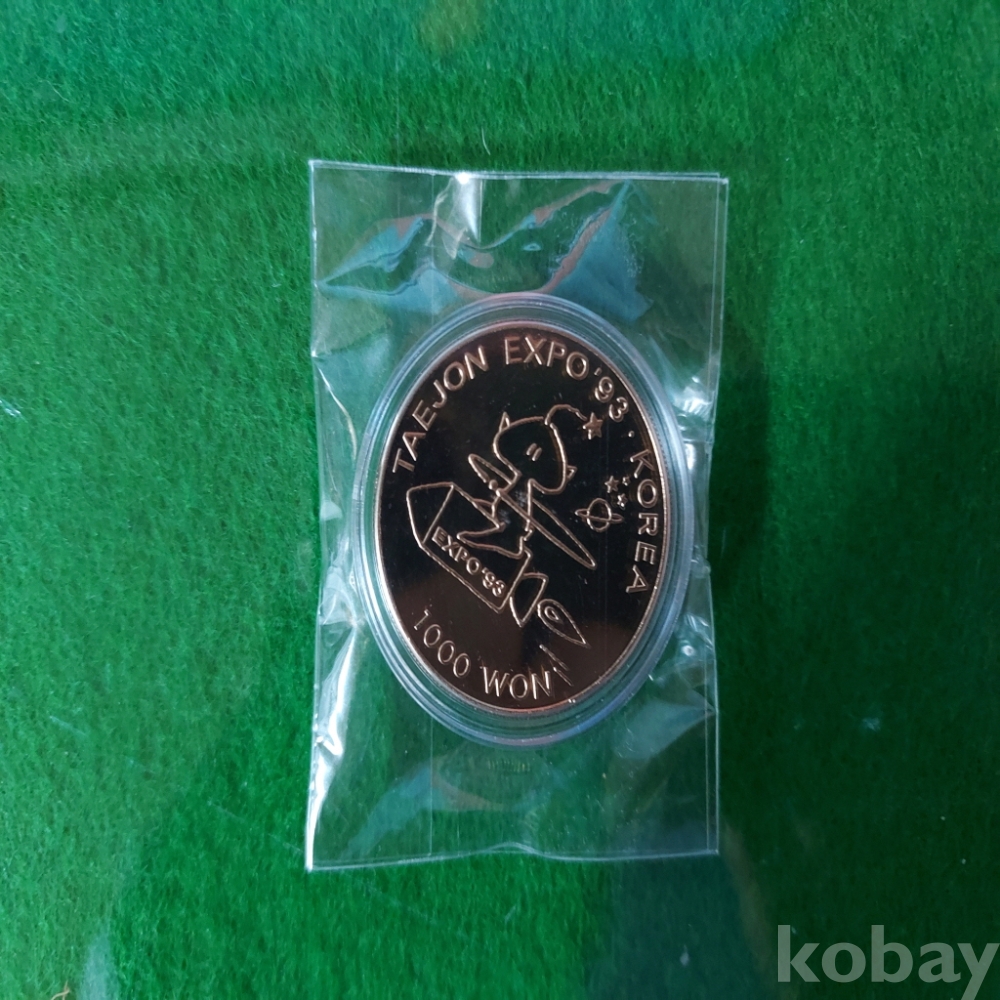 TAEJON EXPO '93 · KOREA
EXPO '93
1000 WON
kobay